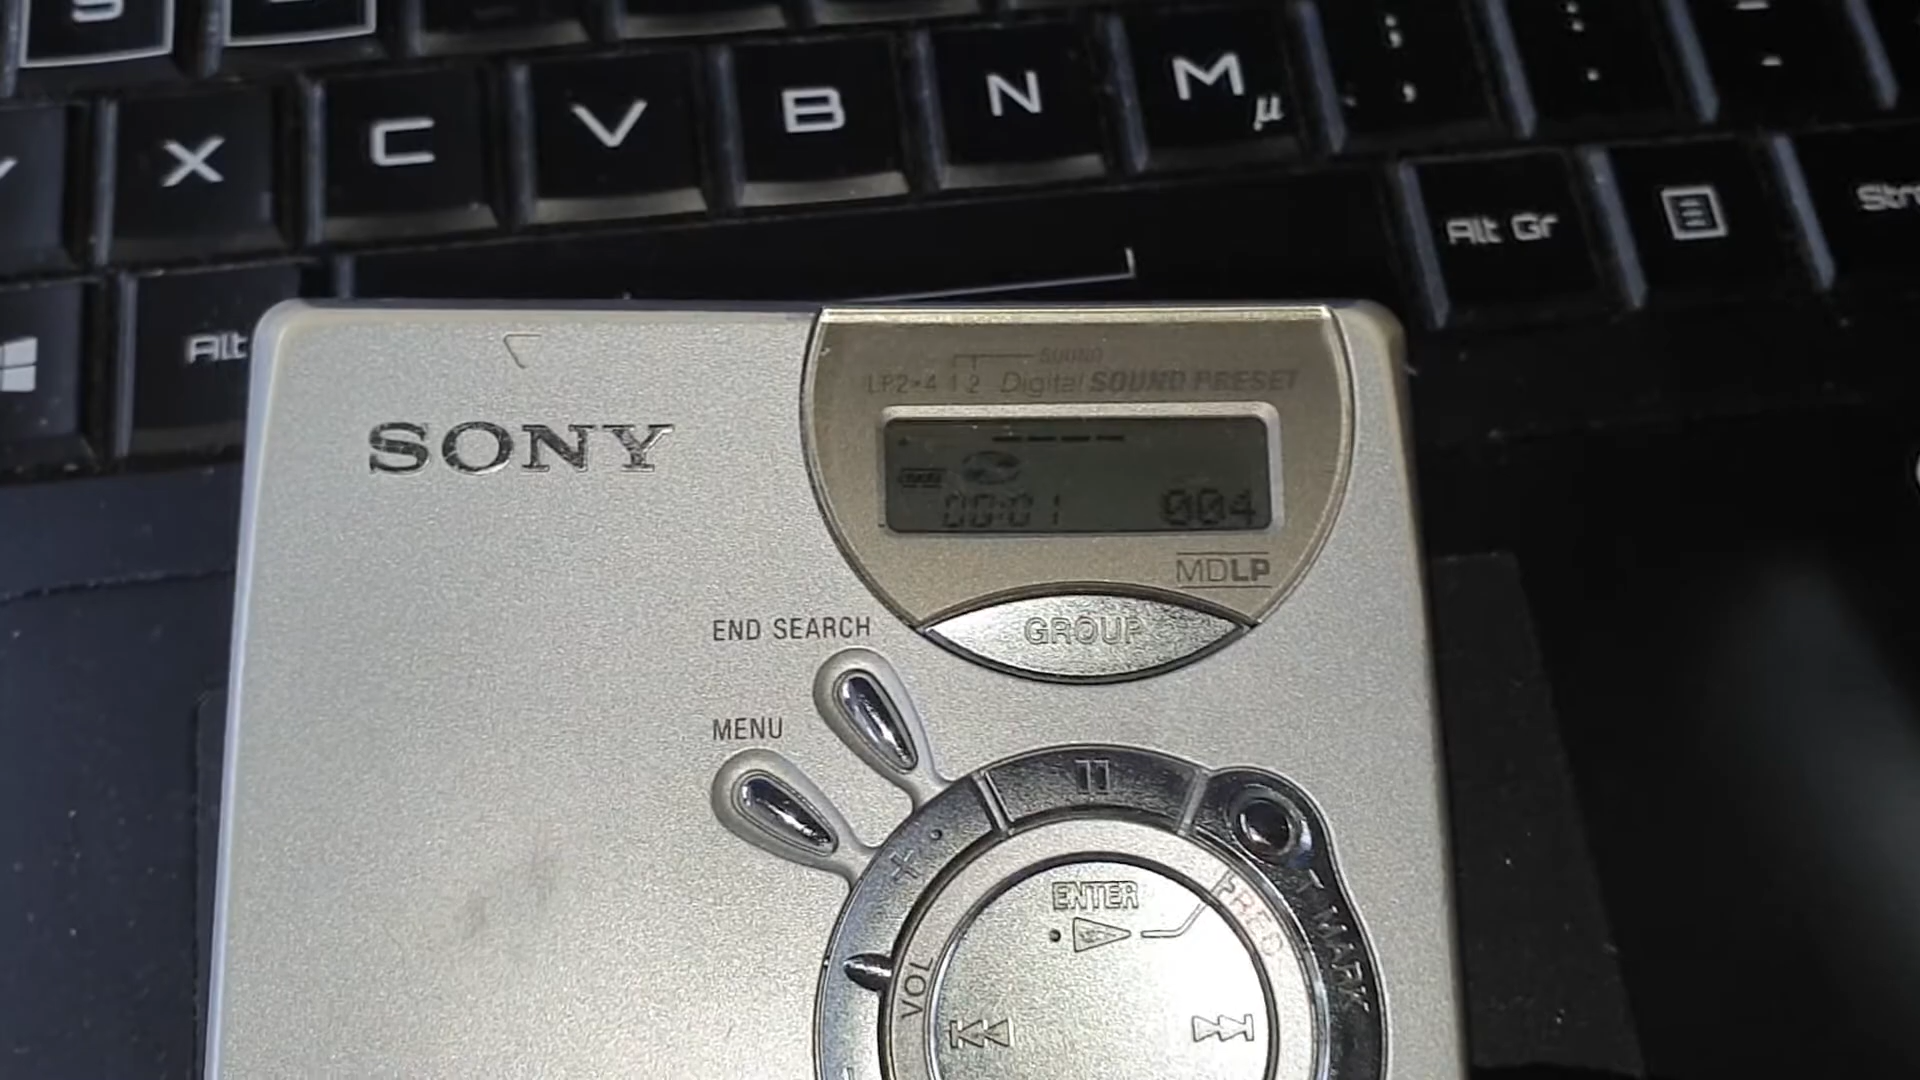 X C V B N M µ
Alt Gr
Alt
SONY
SOUND
LP2•4 1 2 Digital SOUND PRESET
00:01 004
MDLP
GROUP
END SEARCH
MENU
+
ENTER
T MARK
VOL